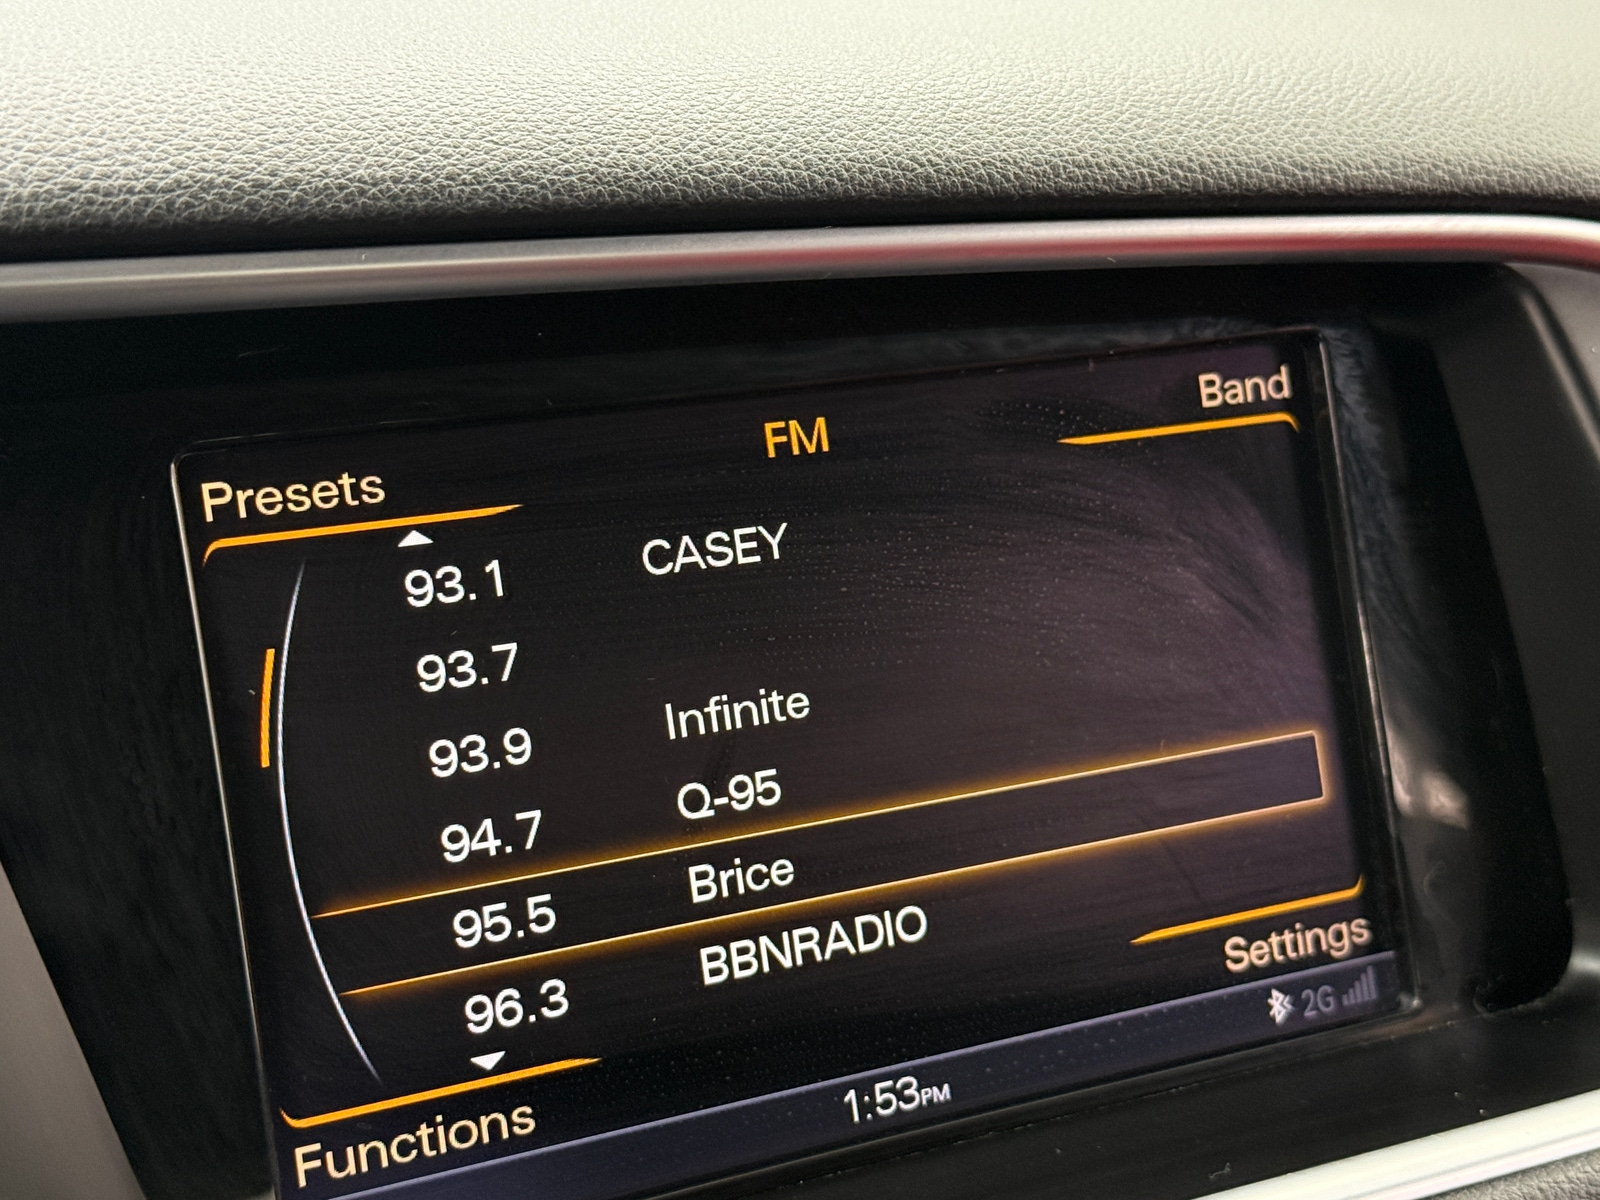 Band
FM
Presets
93.1 CASEY
93.7
93.9 Infinite
94.7 Q-95
95.5 Brice
96.3 BBNRADIO
Settings
2G
1:53PM
Functions